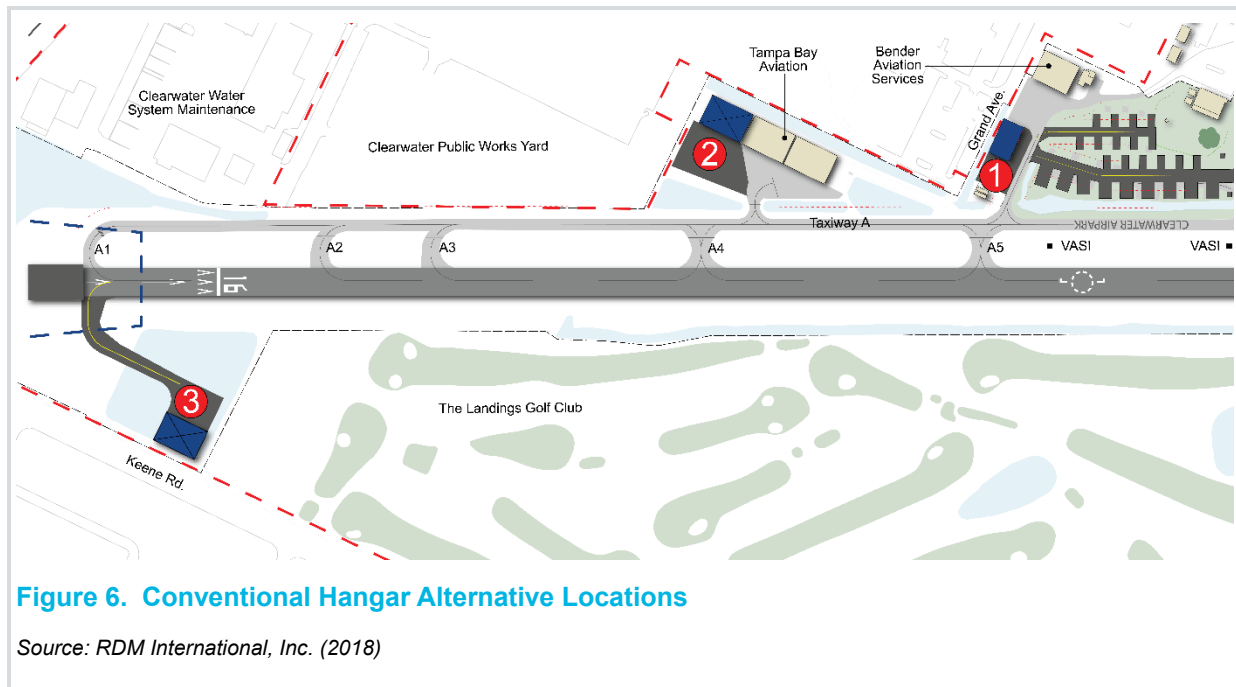 Clearwater Water
System Maintenance
Clearwater Public Works Yard
Tampa Bay
Aviation
Bender
Aviation
Services
Grand Ave.
2
1
Taxiway A
CLEARWATER AIRPARK
A1
A2
A3
A4
A5
VASI
VASI
16
3
The Landings Golf Club
Keene Rd.
Figure 6. Conventional Hangar Alternative Locations
Source: RDM International, Inc. (2018)